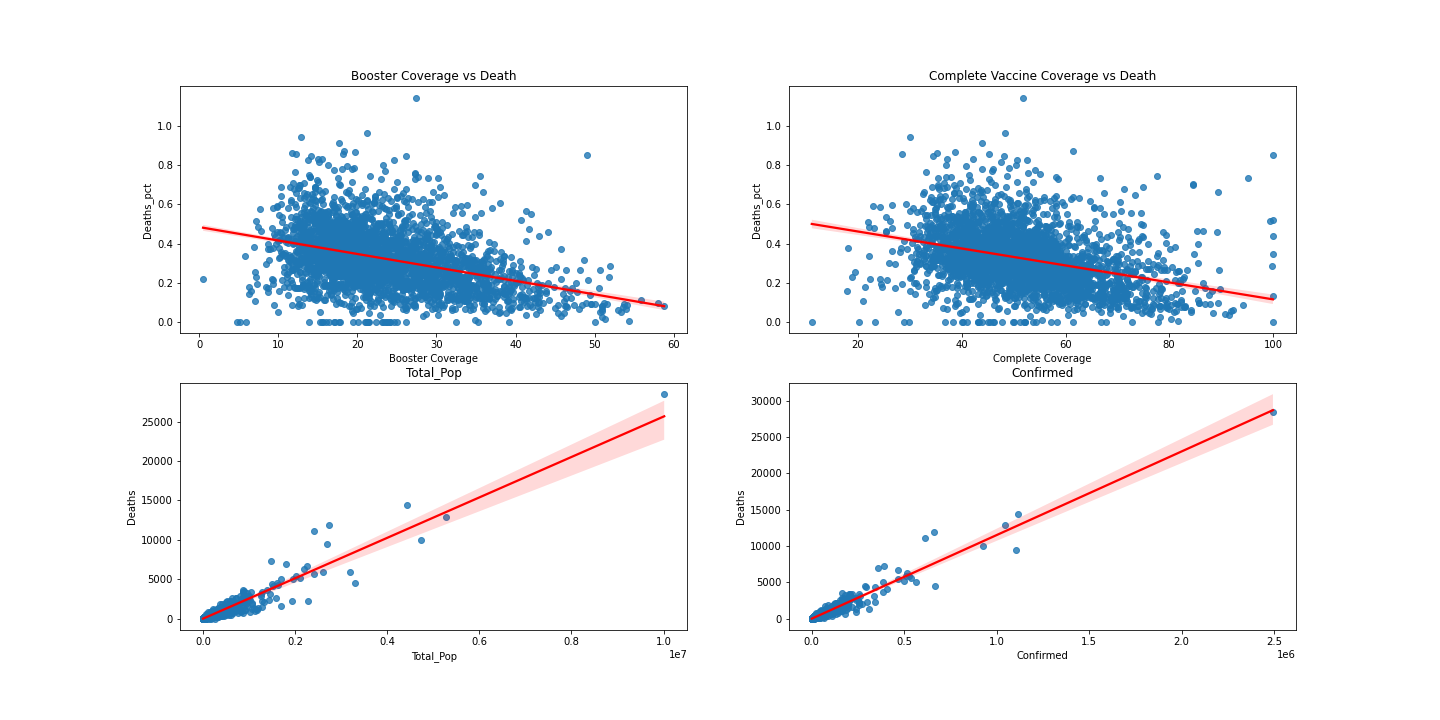 Booster Coverage vs Death
Deaths_pct
1.0
0.8
0.6
0.4
0.2
0.0
0 10 20 30 40 50 60
Booster Coverage
Complete Vaccine Coverage vs Death
Deaths_pct
1.0
0.8
0.6
0.4
0.2
0.0
20 40 60 80 100
Complete Coverage
Total_Pop
Deaths
25000
20000
15000
10000
5000
0
0.0 0.2 0.4 0.6 0.8 1.0
1e7
Total_Pop
Confirmed
Deaths
30000
25000
20000
15000
10000
5000
0
0.0 0.5 1.0 1.5 2.0 2.5
1e6
Confirmed